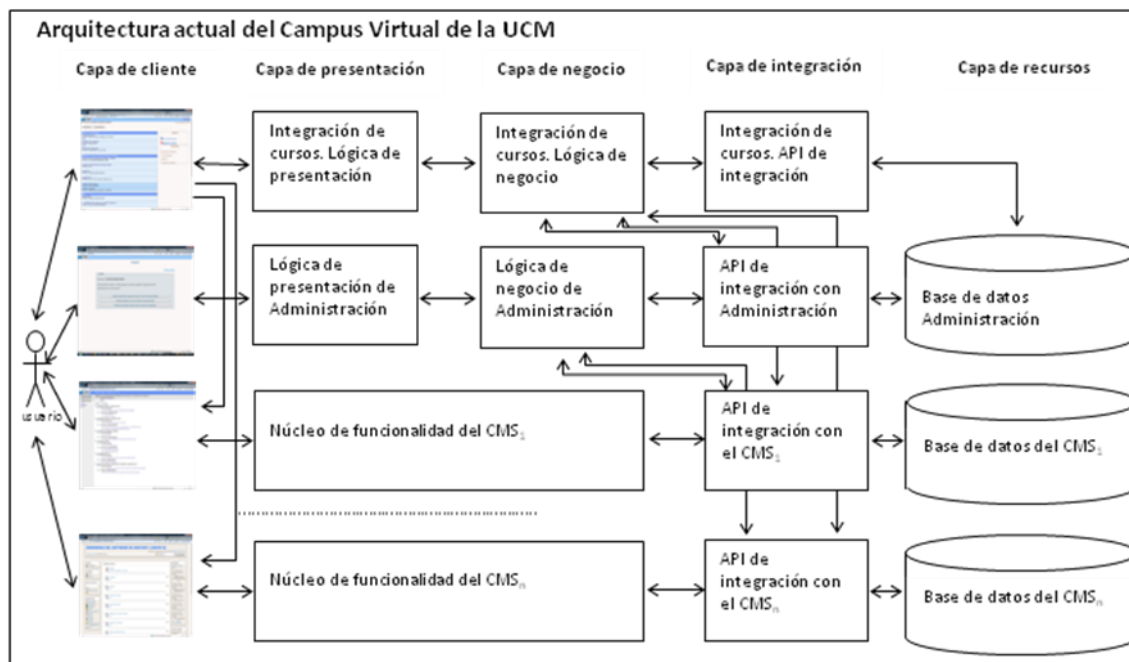 Arquitectura actual del Campus Virtual de la UCM
Capa de cliente
Capa de presentación
Capa de negocio
Capa de integración
Capa de recursos
Integración de
cursos. Lógica de
presentación
Integración de
cursos. Lógica de
negocio
Integración de
cursos. API de
integración
Lógica de
presentación de
Administración
Lógica de
negocio de
Administración
API de
integración con
Administración
Base de datos
Administración
usuario
Núcleo de funcionalidad del CMS₁
API de
integración con
el CMS₁
Base de datos del CMS₁
Núcleo de funcionalidad del CMSₙ
API de
integración con
el CMSₙ
Base de datos del CMSₙ